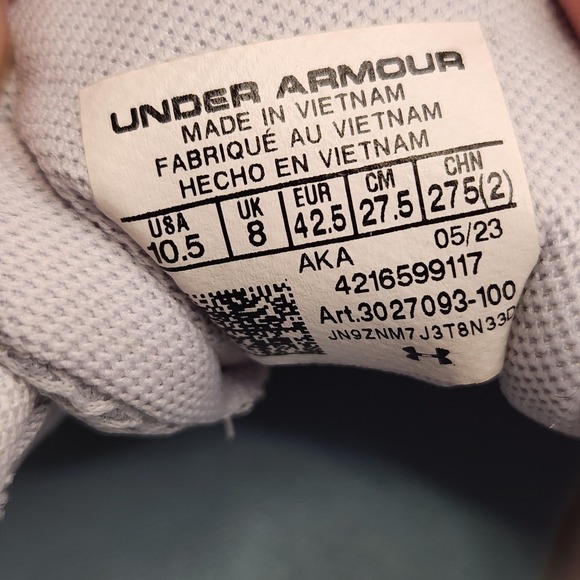 UNDER ARMOUR
MADE IN VIETNAM
FABRIQUÉ AU VIETNAM
HECHO EN VIETNAM
USA UK EUR CM CHN
10.5 8 42.5 27.5 275(2)
AKA 05/23
4216599117
Art.3027093-100
JN9ZNM7J3T8N33D